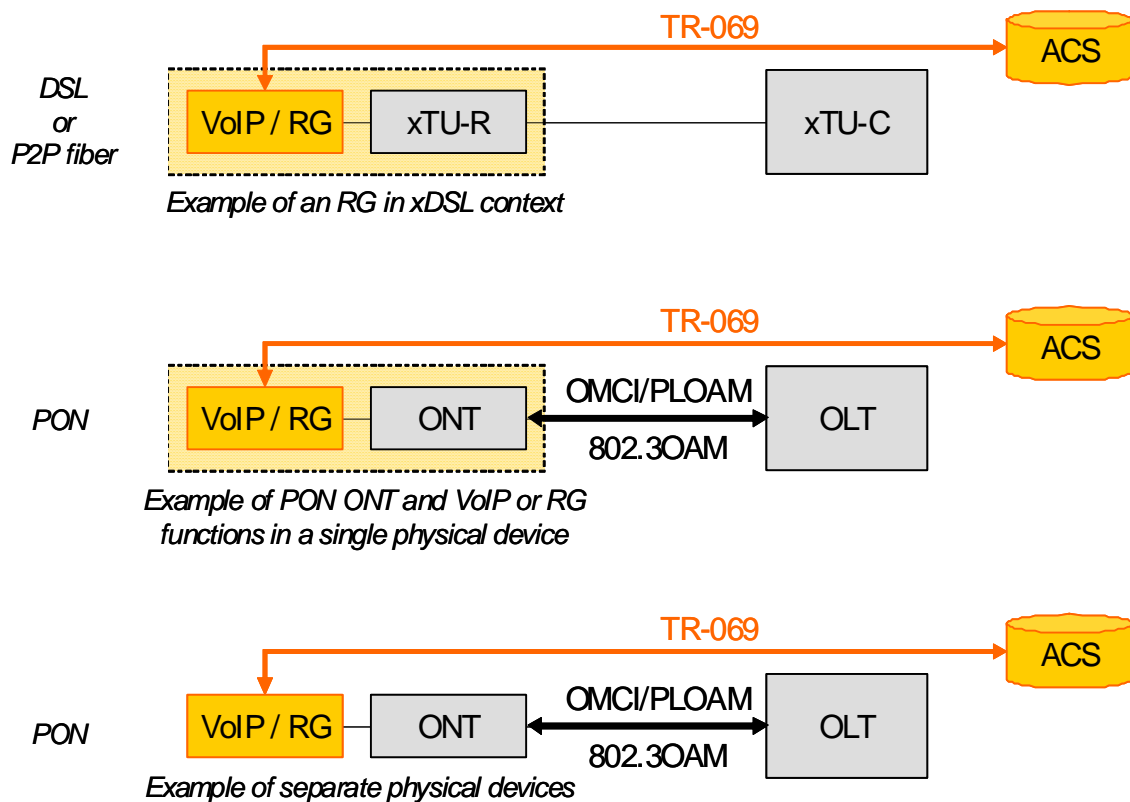 TR-069
ACS
DSL
or
P2P fiber
VoIP / RG
xTU-R
xTU-C
Example of an RG in xDSL context
TR-069
ACS
PON
VoIP / RG
ONT
OMCI/PLOAM
802.3OAM
OLT
Example of PON ONT and VoIP or RG
functions in a single physical device
TR-069
ACS
PON
VoIP / RG
ONT
OMCI/PLOAM
802.3OAM
OLT
Example of separate physical devices